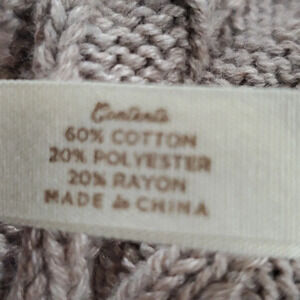 Contents
60% COTTON
20% POLYESTER
20% RAYON
MADE in CHINA